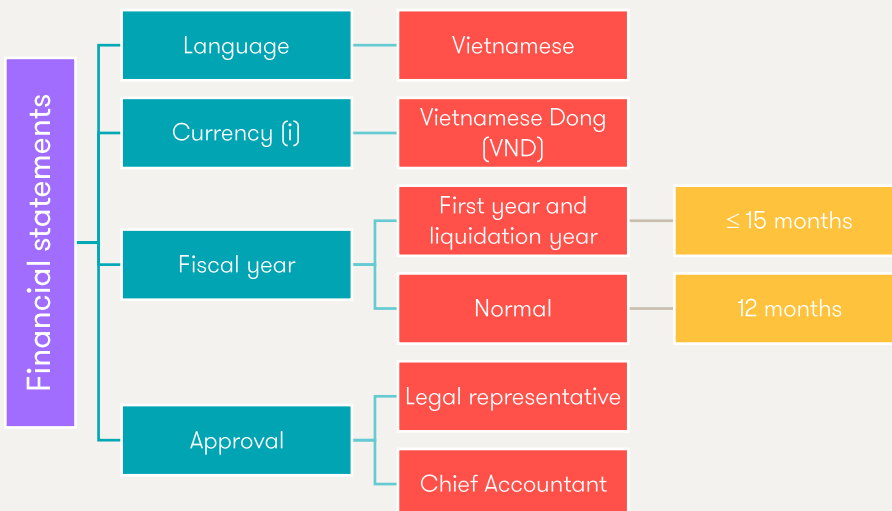 Financial statements
Language
Vietnamese
Currency (i)
Vietnamese Dong
(VND)
Fiscal year
First year and
liquidation year
≤ 15 months
Normal
12 months
Approval
Legal representative
Chief Accountant